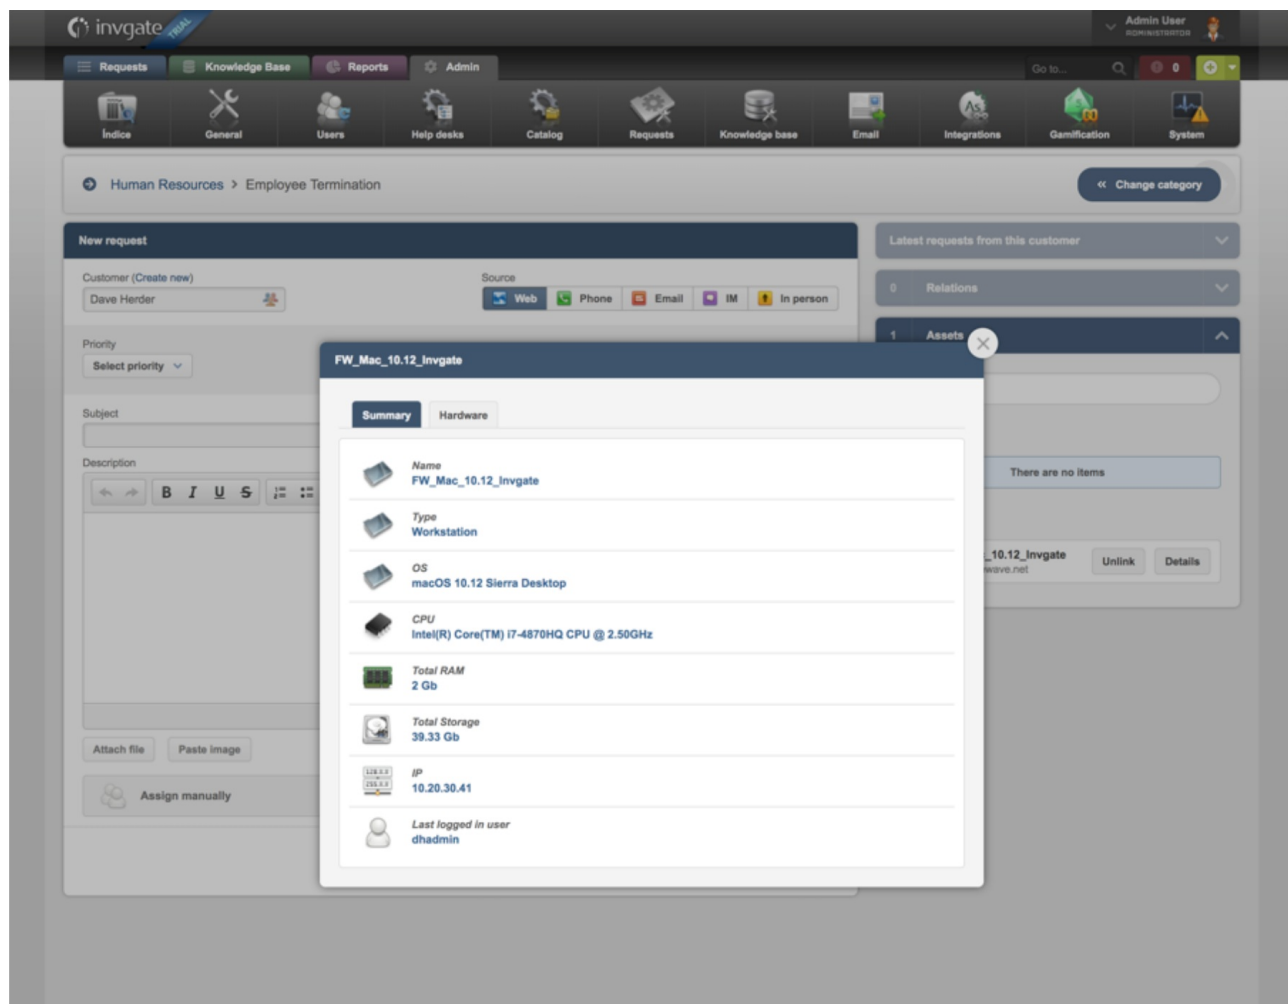 invgate TRIAL
Admin User
ADMINISTRATOR
Requests Knowledge Base Reports Admin
Go to... 0
Índice General Users Help desks Catalog Requests Knowledge base Email Integrations Gamification System
Human Resources > Employee Termination
« Change category
New request
Customer (Create new)
Dave Herder
Source
Web Phone Email IM In person
Priority
Select priority
Subject
Description
B I U S
Attach file Paste image
Assign manually
Latest requests from this customer
0 Relations
1 Assets
There are no items
_10.12_Invgate
wave.net
Unlink Details
FW_Mac_10.12_Invgate
Summary Hardware
Name
FW_Mac_10.12_Invgate
Type
Workstation
OS
macOS 10.12 Sierra Desktop
CPU
Intel(R) Core(TM) i7-4870HQ CPU @ 2.50GHz
Total RAM
2 Gb
Total Storage
39.33 Gb
IP
10.20.30.41
Last logged in user
dhadmin